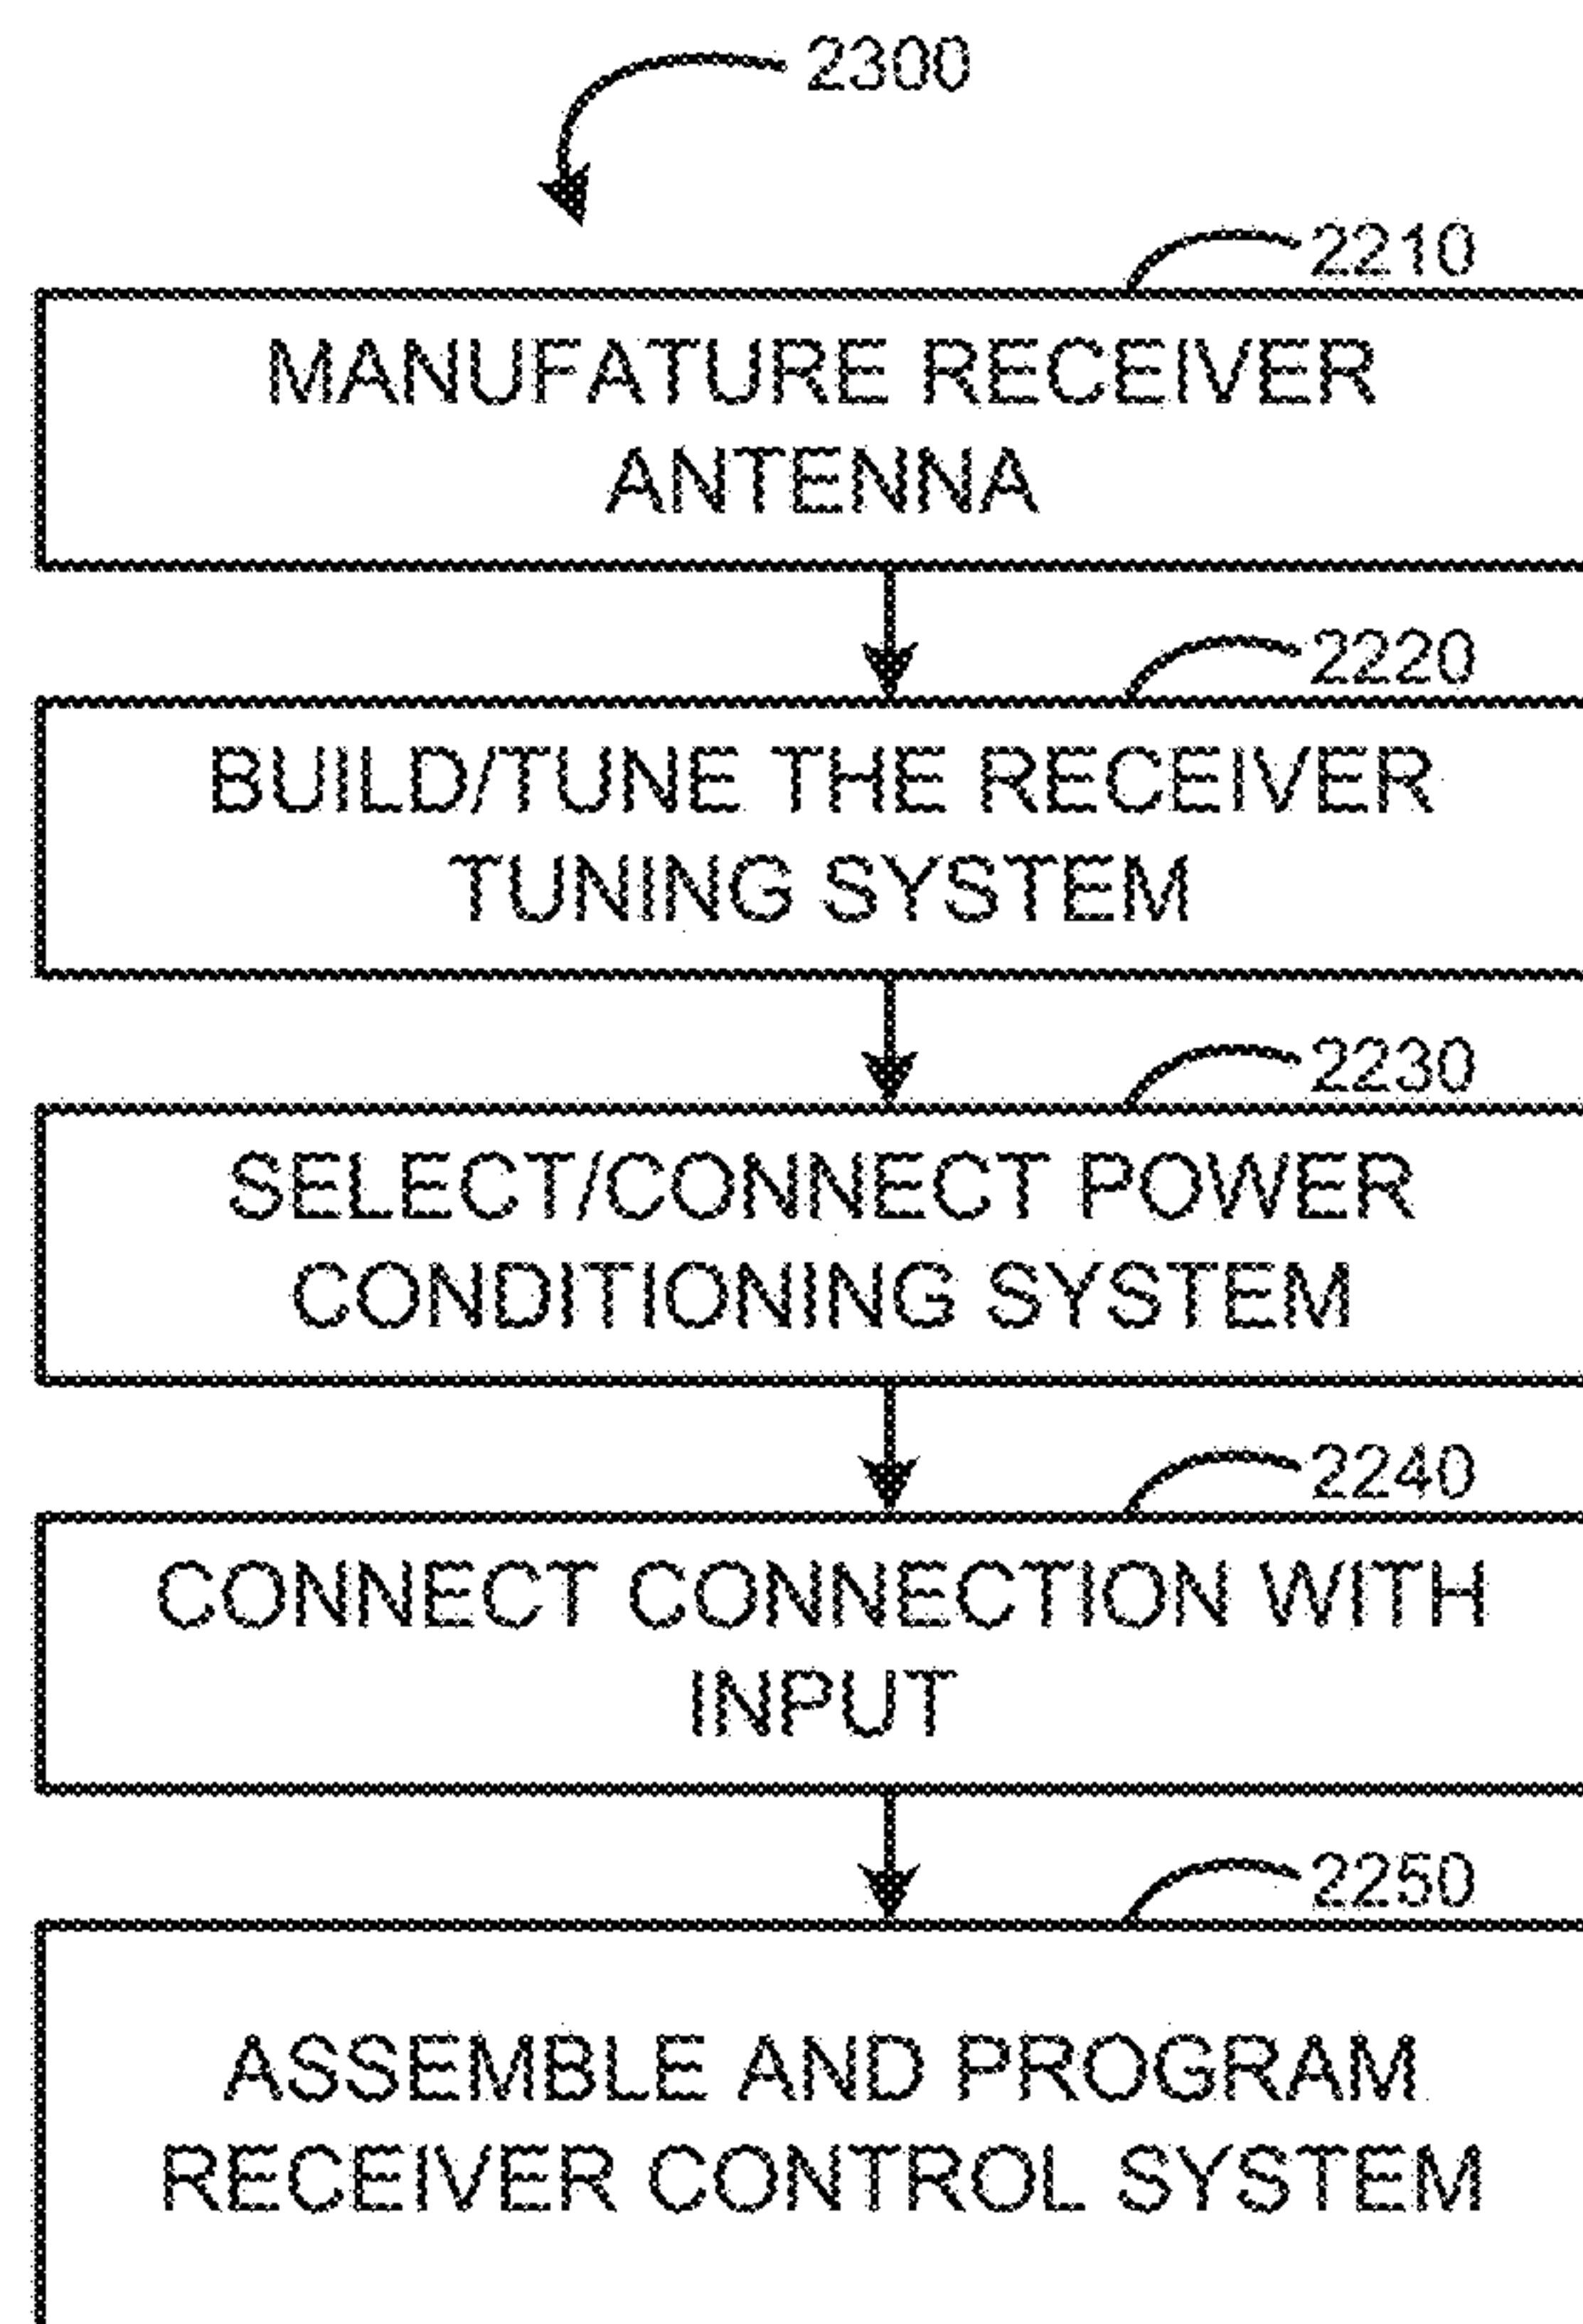 2300
2210
MANUFATURE RECEIVER
ANTENNA
2220
BUILD/TUNE THE RECEIVER
TUNING SYSTEM
2230
SELECT/CONNECT POWER
CONDITIONING SYSTEM
2240
CONNECT CONNECTION WITH
INPUT
2250
ASSEMBLE AND PROGRAM
RECEIVER CONTROL SYSTEM